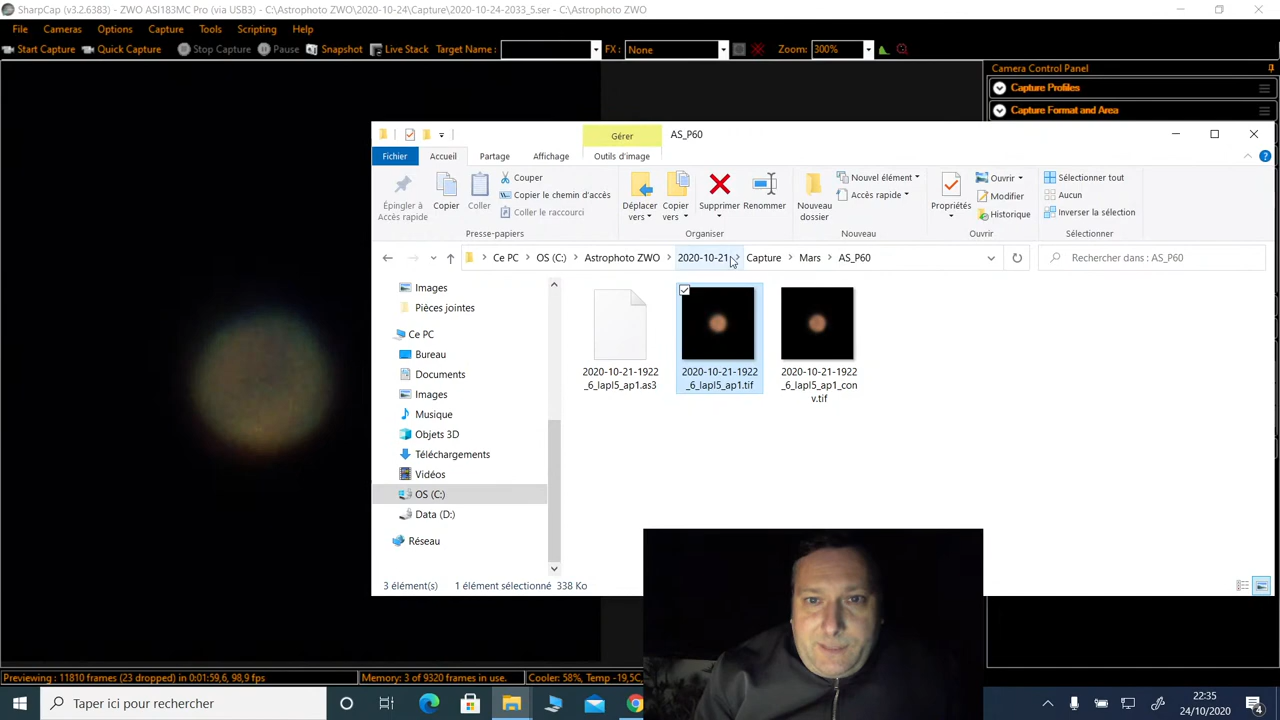 SharpCap (v3.2.6383) - ZWO ASI183MC Pro (via USB3) - C:\Astrophoto ZWO\2020-10-24\Capture\2020-10-24-2033_5.ser - C:\Astrophoto ZWO\
File Cameras Options Capture Tools Scripting Help
Start Capture Quick Capture Stop Capture Pause Snapshot Live Stack Target Name : FX : None Zoom: 300%
Camera Control Panel
Capture Profiles
Capture Format and Area
Gérer AS_P60
Fichier Accueil Partage Affichage Outils d'image
Épingler à
Accès rapide
Copier
Coller
Couper
Copier le chemin d'accès
Coller le raccourci
Presse-papiers
Déplacer
vers
Copier
vers
Supprimer
Renommer
Organiser
Nouveau
dossier
Nouvel élément
Accès rapide
Nouveau
Propriétés
Ouvrir
Modifier
Historique
Ouvrir
Sélectionner tout
Aucun
Inverser la sélection
Sélectionner
Ce PC OS (C:) Astrophoto ZWO 2020-10-21 Capture Mars AS_P60
Rechercher dans : AS_P60
Images
Pièces jointes
Ce PC
Bureau
Documents
Images
Musique
Objets 3D
Téléchargements
Vidéos
OS (C:)
Data (D:)
Réseau
2020-10-21-1922
_6_lapl5_ap1.as3
2020-10-21-1922
_6_lapl5_ap1.tif
2020-10-21-1922
_6_lapl5_ap1_con
v.tif
3 élément(s) 1 élément sélectionné 338 Ko
Previewing : 11810 frames (23 dropped) in 0:01:59,6, 98,9 fps
Memory: 3 of 9320 frames in use.
Cooler: 58%, Temp -19,5C,
Taper ici pour rechercher
22:35
24/10/2020
4